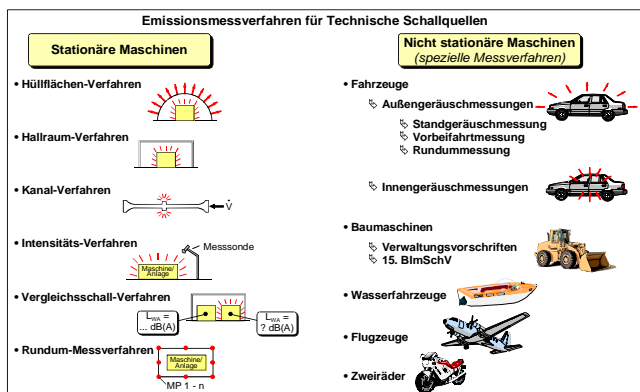 Emissionsmessverfahren für Technische Schallquellen
Stationäre Maschinen
• Hüllflächen-Verfahren
• Hallraum-Verfahren
• Kanal-Verfahren
V̇
• Intensitäts-Verfahren
Messsonde
Maschine/
Anlage
• Vergleichsschall-Verfahren
LWA =
... dB(A)
LWA =
? dB(A)
• Rundum-Messverfahren
Maschine/
Anlage
MP 1 - n
Nicht stationäre Maschinen
(spezielle Messverfahren)
• Fahrzeuge
Außengeräuschmessungen
Standgeräuschmessung
Vorbeifahrtmessung
Rundummessung
Innengeräuschmessungen
• Baumaschinen
Verwaltungsvorschriften
15. BImSchV
• Wasserfahrzeuge
• Flugzeuge
• Zweiräder